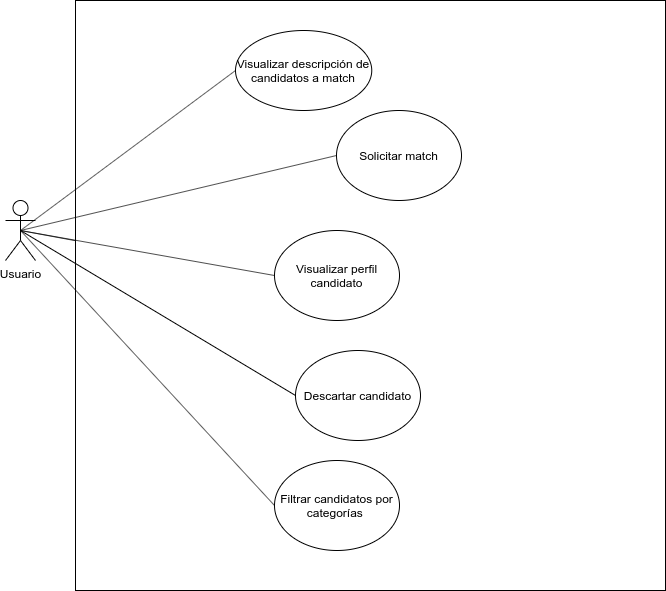 Visualizar descripción de
candidatos a match
Solicitar match
Usuario
Visualizar perfil
candidato
Descartar candidato
Filtrar candidatos por
categorías